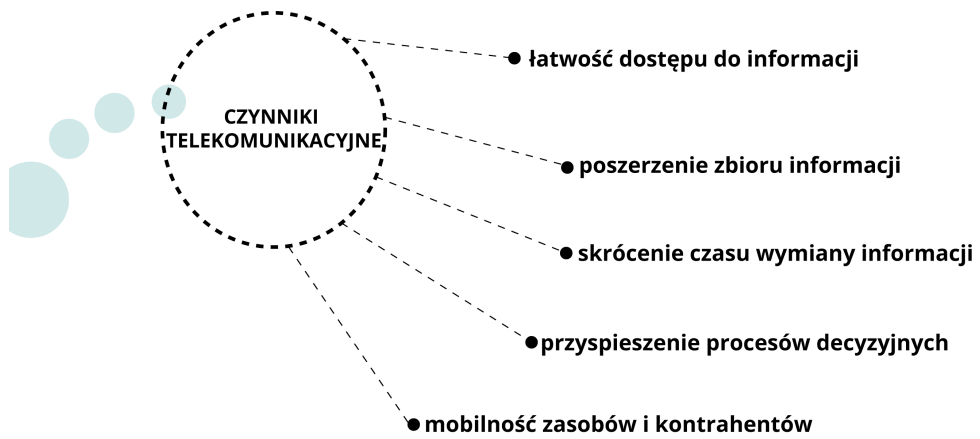 łatwość dostępu do informacji
CZYNNIKI
TELEKOMUNIKACYJNE
poszerzenie zbioru informacji
skrócenie czasu wymiany informacji
przyspieszenie procesów decyzyjnych
mobilność zasobów i kontrahentów